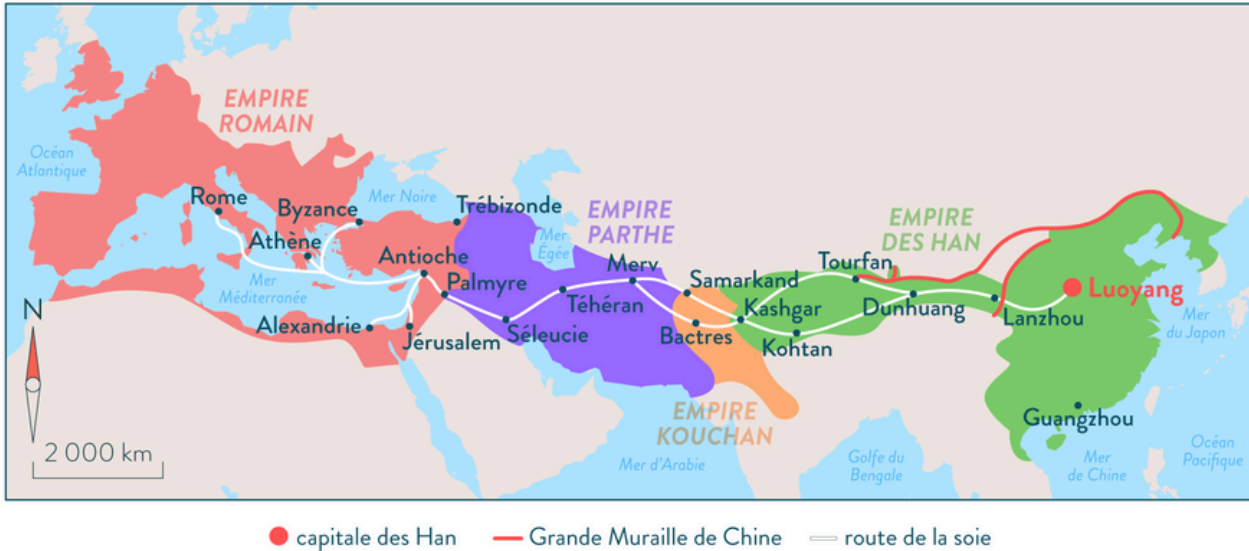 EMPIRE
ROMAIN
Océan
Atlantique
Rome
Byzance
Mer Noire
Trébizonde
Athène
Antioche
Mer
Méditerranée
Palmyre
Alexandrie
Jérusalem
EMPIRE
PARTHE
Mer
Égée
Merv
Téhéran
Séleucie
Samarkand
Bactres
EMPIRE
KOUCHAN
EMPIRE
DES HAN
Tourfan
Kashgar
Kohtan
Dunhuang
Lanzhou
Luoyang
Mer
du Japon
Guangzhou
Mer d'Arabie
Golfe du
Bengale
Mer
de Chine
Océan
Pacifique
N
2 000 km
capitale des Han
Grande Muraille de Chine
route de la soie